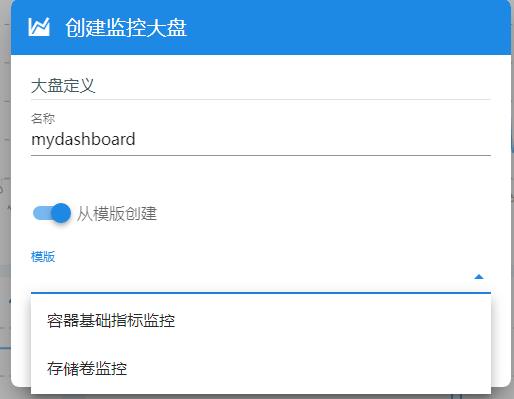 创建监控大盘
大盘定义
名称
mydashboard
从模版创建
模版
容器基础指标监控
存储卷监控